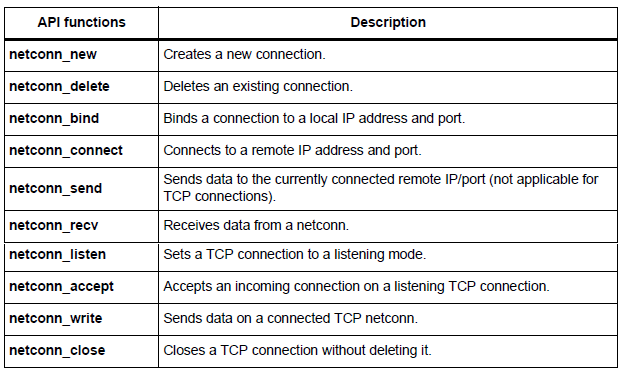 API functions Description
netconn_new Creates a new connection.
netconn_delete Deletes an existing connection.
netconn_bind Binds a connection to a local IP address and port.
netconn_connect Connects to a remote IP address and port.
netconn_send Sends data to the currently connected remote IP/port (not applicable for
TCP connections).
netconn_recv Receives data from a netconn.
netconn_listen Sets a TCP connection to a listening mode.
netconn_accept Accepts an incoming connection on a listening TCP connection.
netconn_write Sends data on a connected TCP netconn.
netconn_close Closes a TCP connection without deleting it.